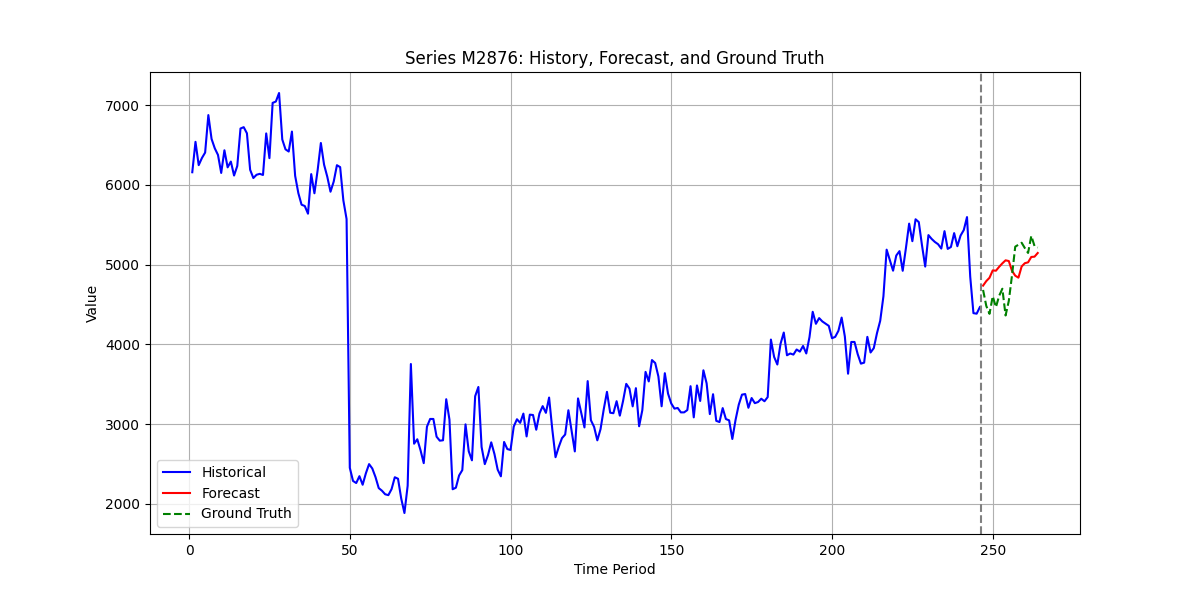 Series M2876: History, Forecast, and Ground Truth
Value
7000
6000
5000
4000
3000
2000
Historical
Forecast
Ground Truth
0
50
100
150
200
250
Time Period